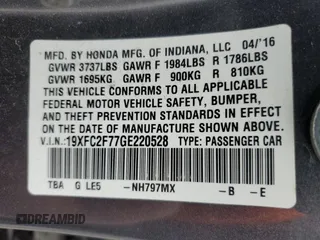 MFD. BY HONDA MFG. OF INDIANA, LLC 04/'16
GVWR 3737LBS GAWR F 1984LBS R 1786LBS
GVWR 1695KG GAWR F 900KG R 810KG
THIS VEHICLE CONFORMS TO ALL APPLICABLE
FEDERAL MOTOR VEHICLE SAFETY, BUMPER,
AND THEFT PREVENTION STANDARDS IN EFFECT ON
THE DATE OF MANUFACTURE SHOWN ABOVE.
V.I.N.: 19XFC2F77GE220528 TYPE: PASSENGER CAR
TBA G LE5 -NH797MX -B -E
DREAMBID